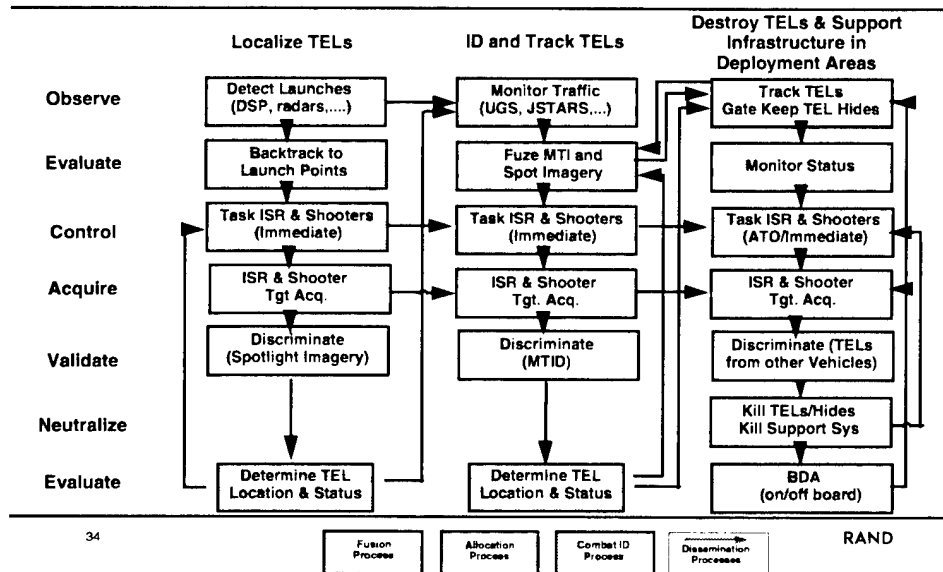 Localize TELs
ID and Track TELs
Destroy TELs & Support
Infrastructure in
Deployment Areas
Observe
Detect Launches
(DSP, radars,....)
Monitor Traffic
(UGS, JSTARS,...)
Track TELs
Gate Keep TEL Hides
Evaluate
Backtrack to
Launch Points
Fuze MTI and
Spot Imagery
Monitor Status
Control
Task ISR & Shooters
(Immediate)
Task ISR & Shooters
(Immediate)
Task ISR & Shooters
(ATO/Immediate)
Acquire
ISR & Shooter
Tgt Acq.
ISR & Shooter
Tgt. Acq.
ISR & Shooter
Tgt. Acq.
Validate
Discriminate
(Spotlight Imagery)
Discriminate
(MTID)
Discriminate (TELs
from other Vehicles)
Neutralize
Kill TELs/Hides
Kill Support Sys
Evaluate
Determine TEL
Location & Status
Determine TEL
Location & Status
BDA
(on/off board)
34
Fusion
Process
Allocation
Process
Combat ID
Process
Dissemination
Processes
RAND